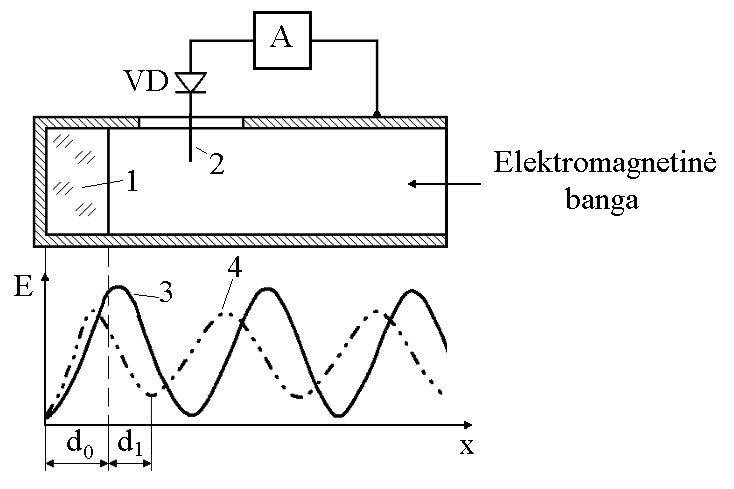 A
VD
2
1
Elektromagnetinė
banga
E
3
4
d₀
d₁
x